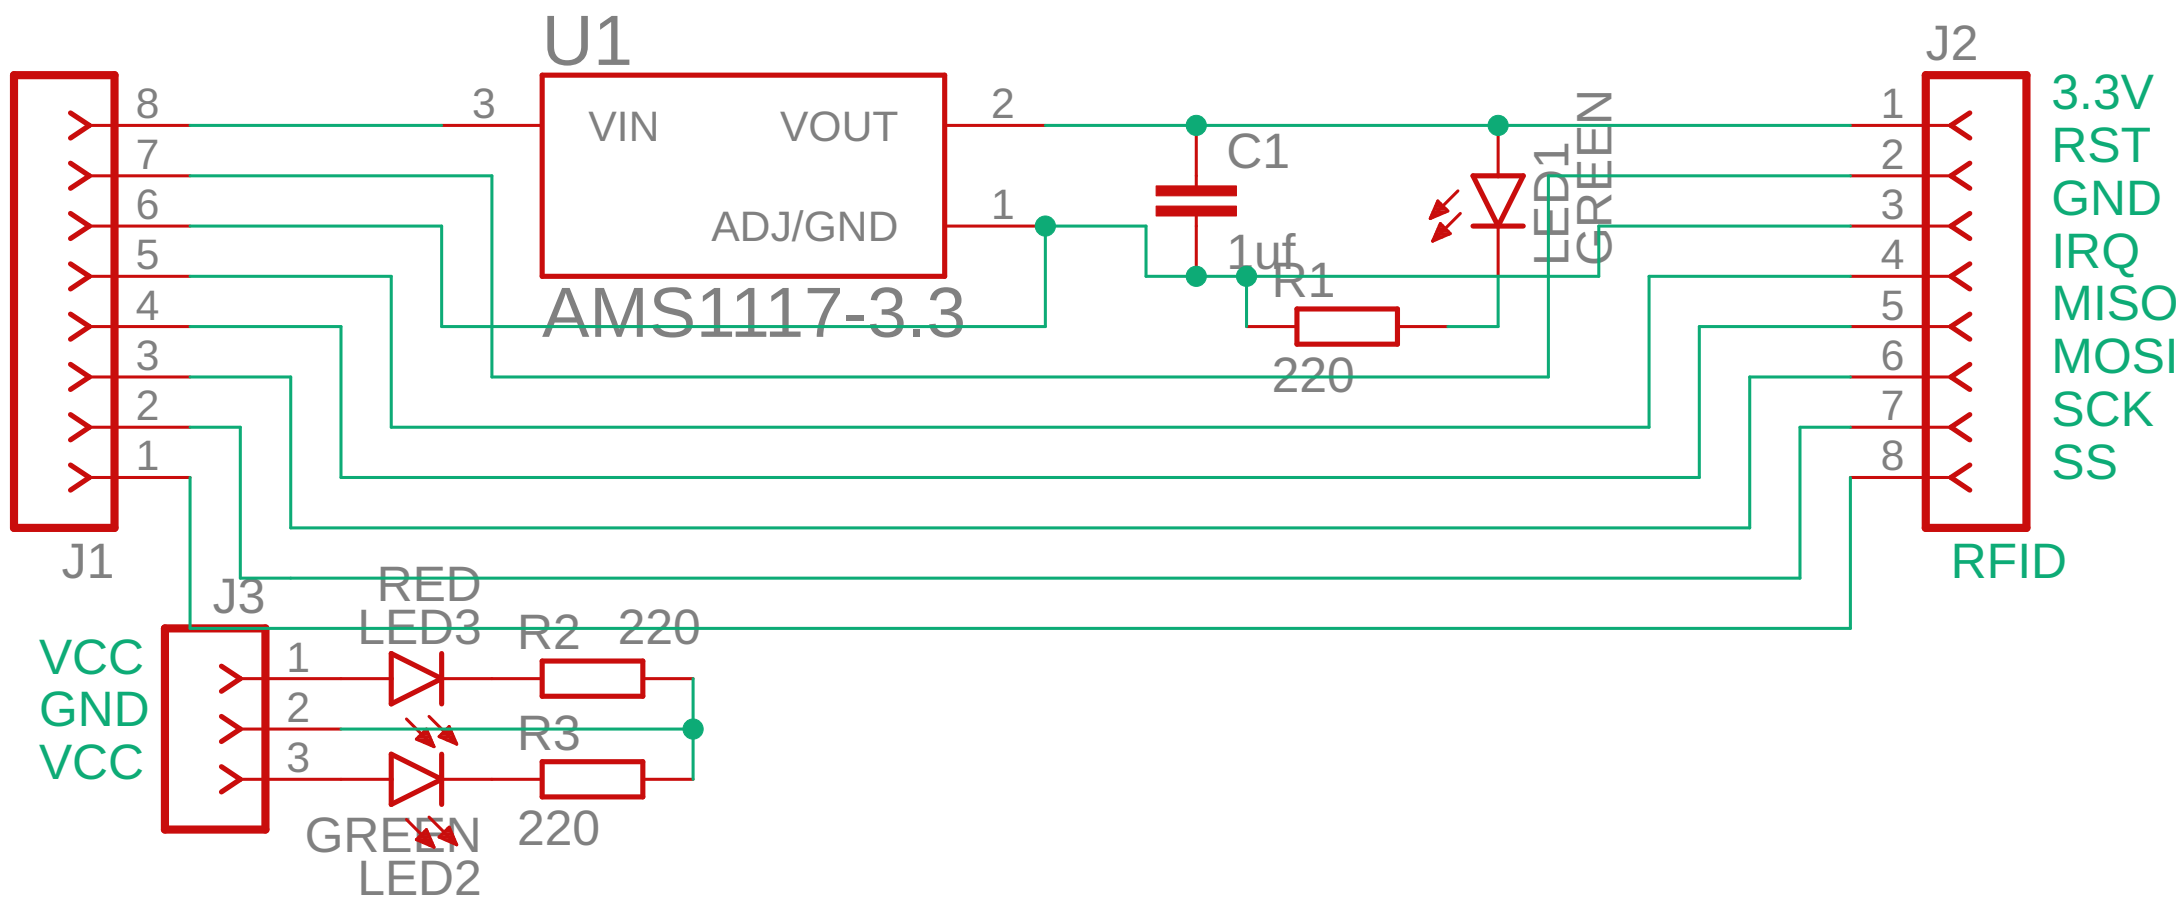 U1
J2
8
3
VIN
VOUT
2
1
3.3V
7
C1
LED1
GREEN
2
RST
6
ADJ/GND
1
3
GND
5
1uf
R1
4
IRQ
4
AMS1117-3.3
5
MISO
3
220
6
MOSI
2
7
SCK
1
8
SS
J1
RFID
J3
RED
LED3
R2
220
VCC
1
GND
2
R3
VCC
3
GREEN
LED2
220